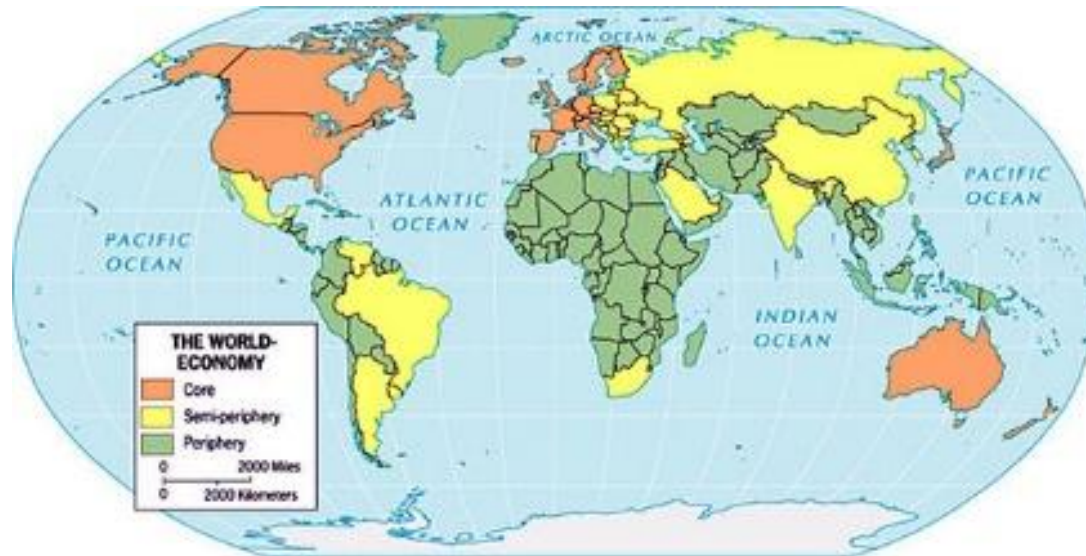 ARCTIC OCEAN
ATLANTIC
OCEAN
PACIFIC
OCEAN
PACIFIC
OCEAN
INDIAN
OCEAN
THE WORLD-
ECONOMY
Core
Semi-periphery
Periphery
0 2000 Miles
0 2000 Kilometers